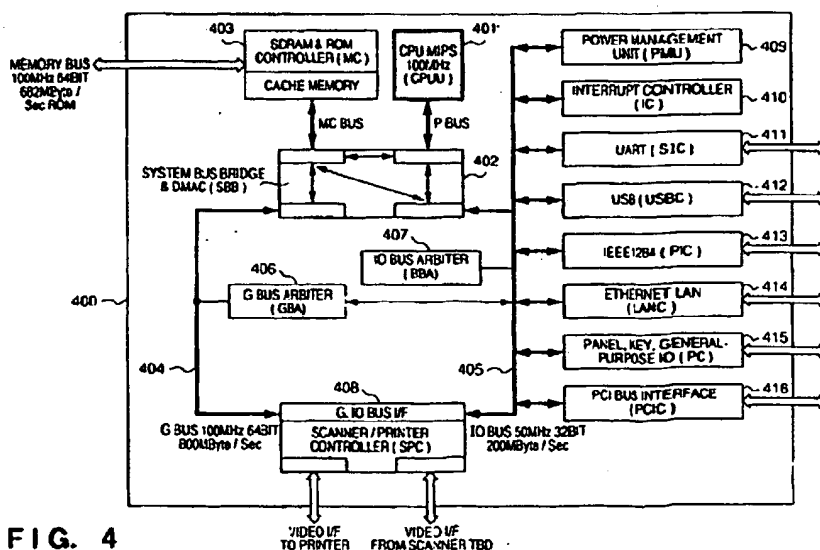 403
SDRAM & ROM
CONTROLLER (MC)
CACHE MEMORY
401
CPU MIPS
100MHz
(CPUU)
MEMORY BUS
100MHz 64BIT
682MByte /
Sec ROM
MC BUS
P BUS
SYSTEM BUS BRIDGE
& DMAC (SBB)
402
407
IO BUS ARBITER
(BBA)
406
G BUS ARBITER
(GBA)
400
404
405
408
G. IO BUS I/F
SCANNER / PRINTER
CONTROLLER (SPC)
G BUS 100MHz 64BIT
800MByte / Sec
IO BUS 50MHz 32BIT
200MByte / Sec
VIDEO I/F
TO PRINTER
VIDEO I/F
FROM SCANNER TBD
POWER MANAGEMENT
UNIT (PMU)
409
INTERRUPT CONTROLLER
(IC)
410
UART (SIC)
411
USB (USBC)
412
IEEE1284 (PIC)
413
ETHERNET LAN
(LANC)
414
PANEL, KEY, GENERAL-
PURPOSE IO (PC)
415
PCI BUS INTERFACE
(PCIC)
416
FIG. 4